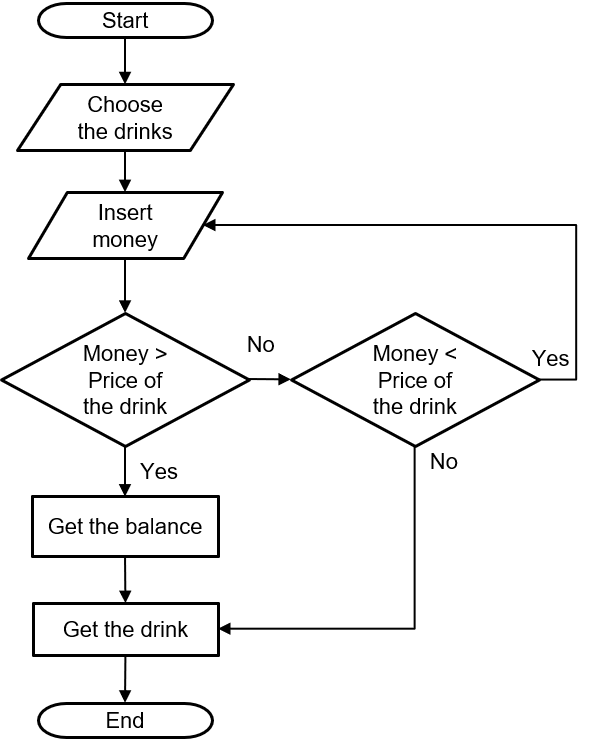 Start
Choose
the drinks
Insert
money
Money >
Price of
the drink
No
Money <
Price of
the drink
Yes
Yes
No
Get the balance
Get the drink
End